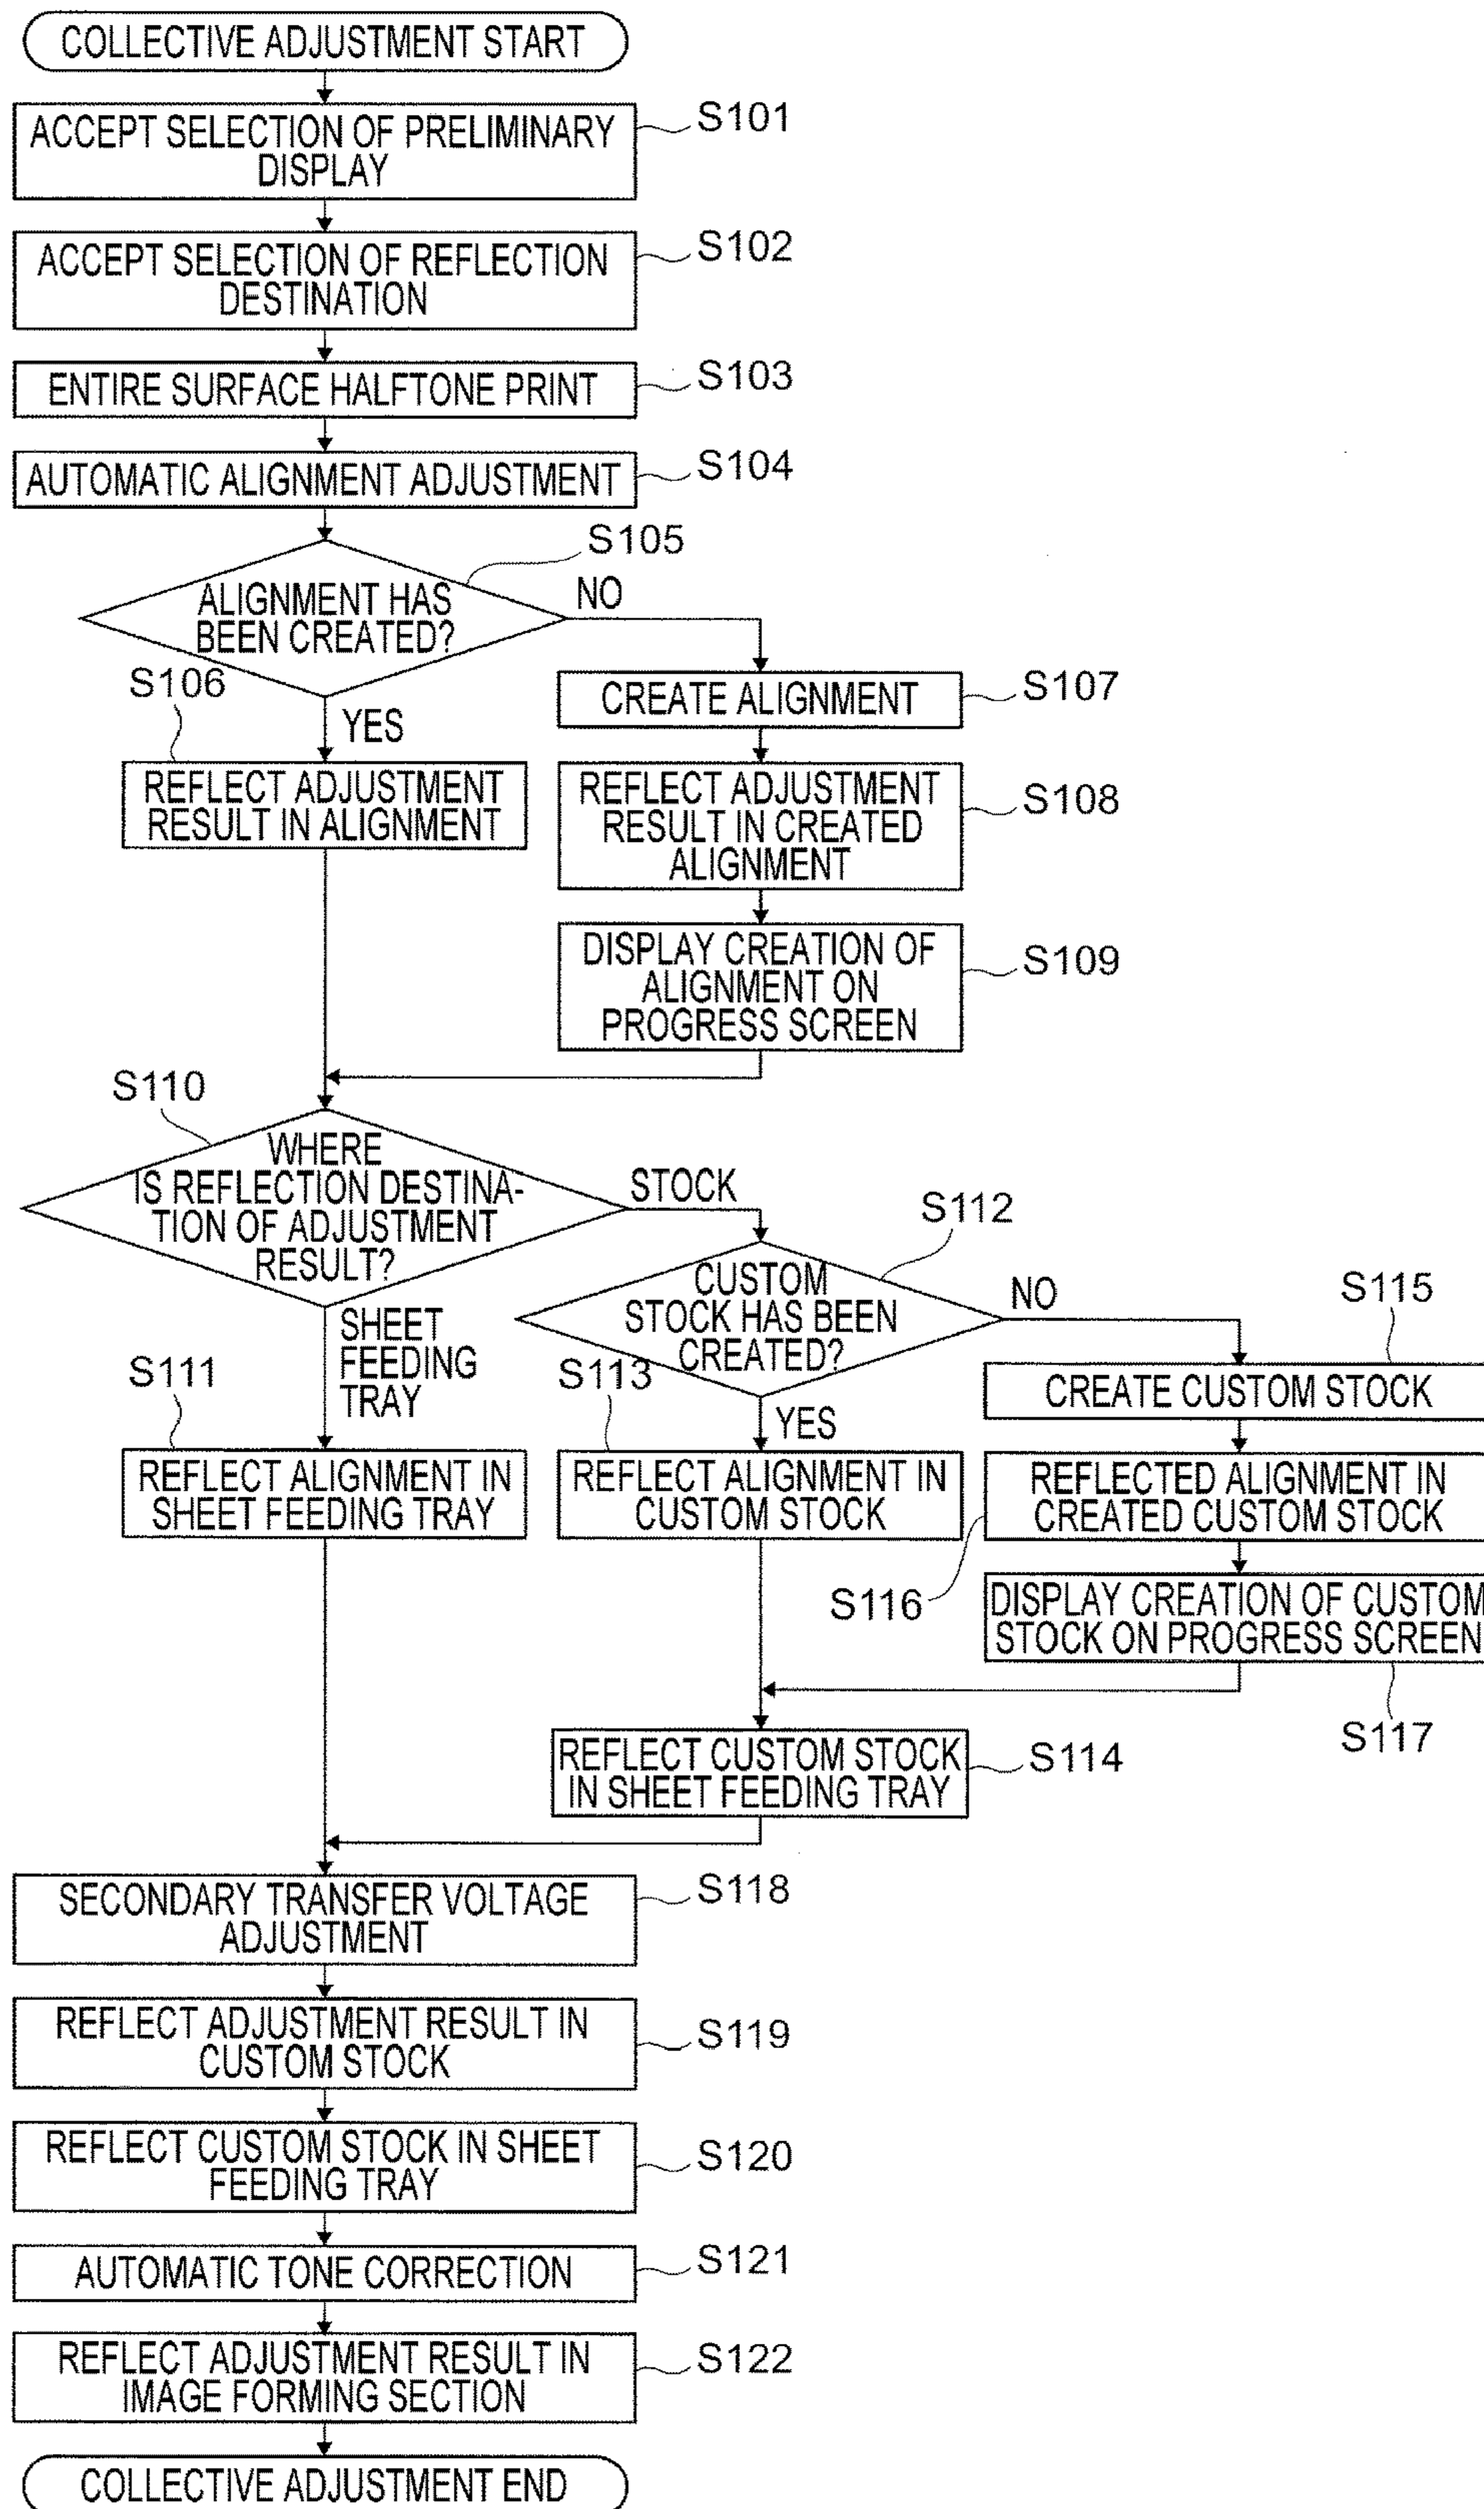 COLLECTIVE ADJUSTMENT START
S101
ACCEPT SELECTION OF PRELIMINARY
DISPLAY
S102
ACCEPT SELECTION OF REFLECTION
DESTINATION
S103
ENTIRE SURFACE HALFTONE PRINT
S104
AUTOMATIC ALIGNMENT ADJUSTMENT
S105
ALIGNMENT HAS
BEEN CREATED?
NO
S106
YES
REFLECT ADJUSTMENT
RESULT IN ALIGNMENT
CREATE ALIGNMENT
S107
REFLECT ADJUSTMENT
RESULT IN CREATED
ALIGNMENT
S108
DISPLAY CREATION OF
ALIGNMENT ON
PROGRESS SCREEN
S109
S110
WHERE
IS REFLECTION DESTINA-
TION OF ADJUSTMENT
RESULT?
STOCK
SHEET
FEEDING
TRAY
S111
REFLECT ALIGNMENT IN
SHEET FEEDING TRAY
S112
CUSTOM
STOCK HAS BEEN
CREATED?
NO
S113
YES
REFLECT ALIGNMENT IN
CUSTOM STOCK
S115
CREATE CUSTOM STOCK
REFLECTED ALIGNMENT IN
CREATED CUSTOM STOCK
S116
DISPLAY CREATION OF CUSTOM
STOCK ON PROGRESS SCREEN
S117
REFLECT CUSTOM STOCK
IN SHEET FEEDING TRAY
S114
S118
SECONDARY TRANSFER VOLTAGE
ADJUSTMENT
REFLECT ADJUSTMENT RESULT IN
CUSTOM STOCK
S119
REFLECT CUSTOM STOCK IN SHEET
FEEDING TRAY
S120
AUTOMATIC TONE CORRECTION
S121
REFLECT ADJUSTMENT RESULT IN
IMAGE FORMING SECTION
S122
COLLECTIVE ADJUSTMENT END